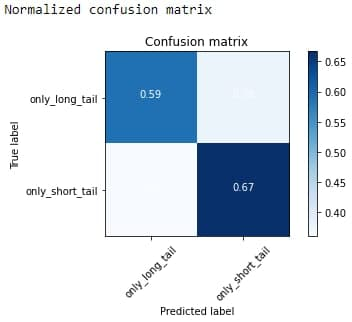 Normalized confusion matrix
Confusion matrix
True label
only_long_tail
0.59
only_short_tail
0.67
0.65
0.60
0.55
0.50
0.45
0.40
only_long_tail
only_short_tail
Predicted label